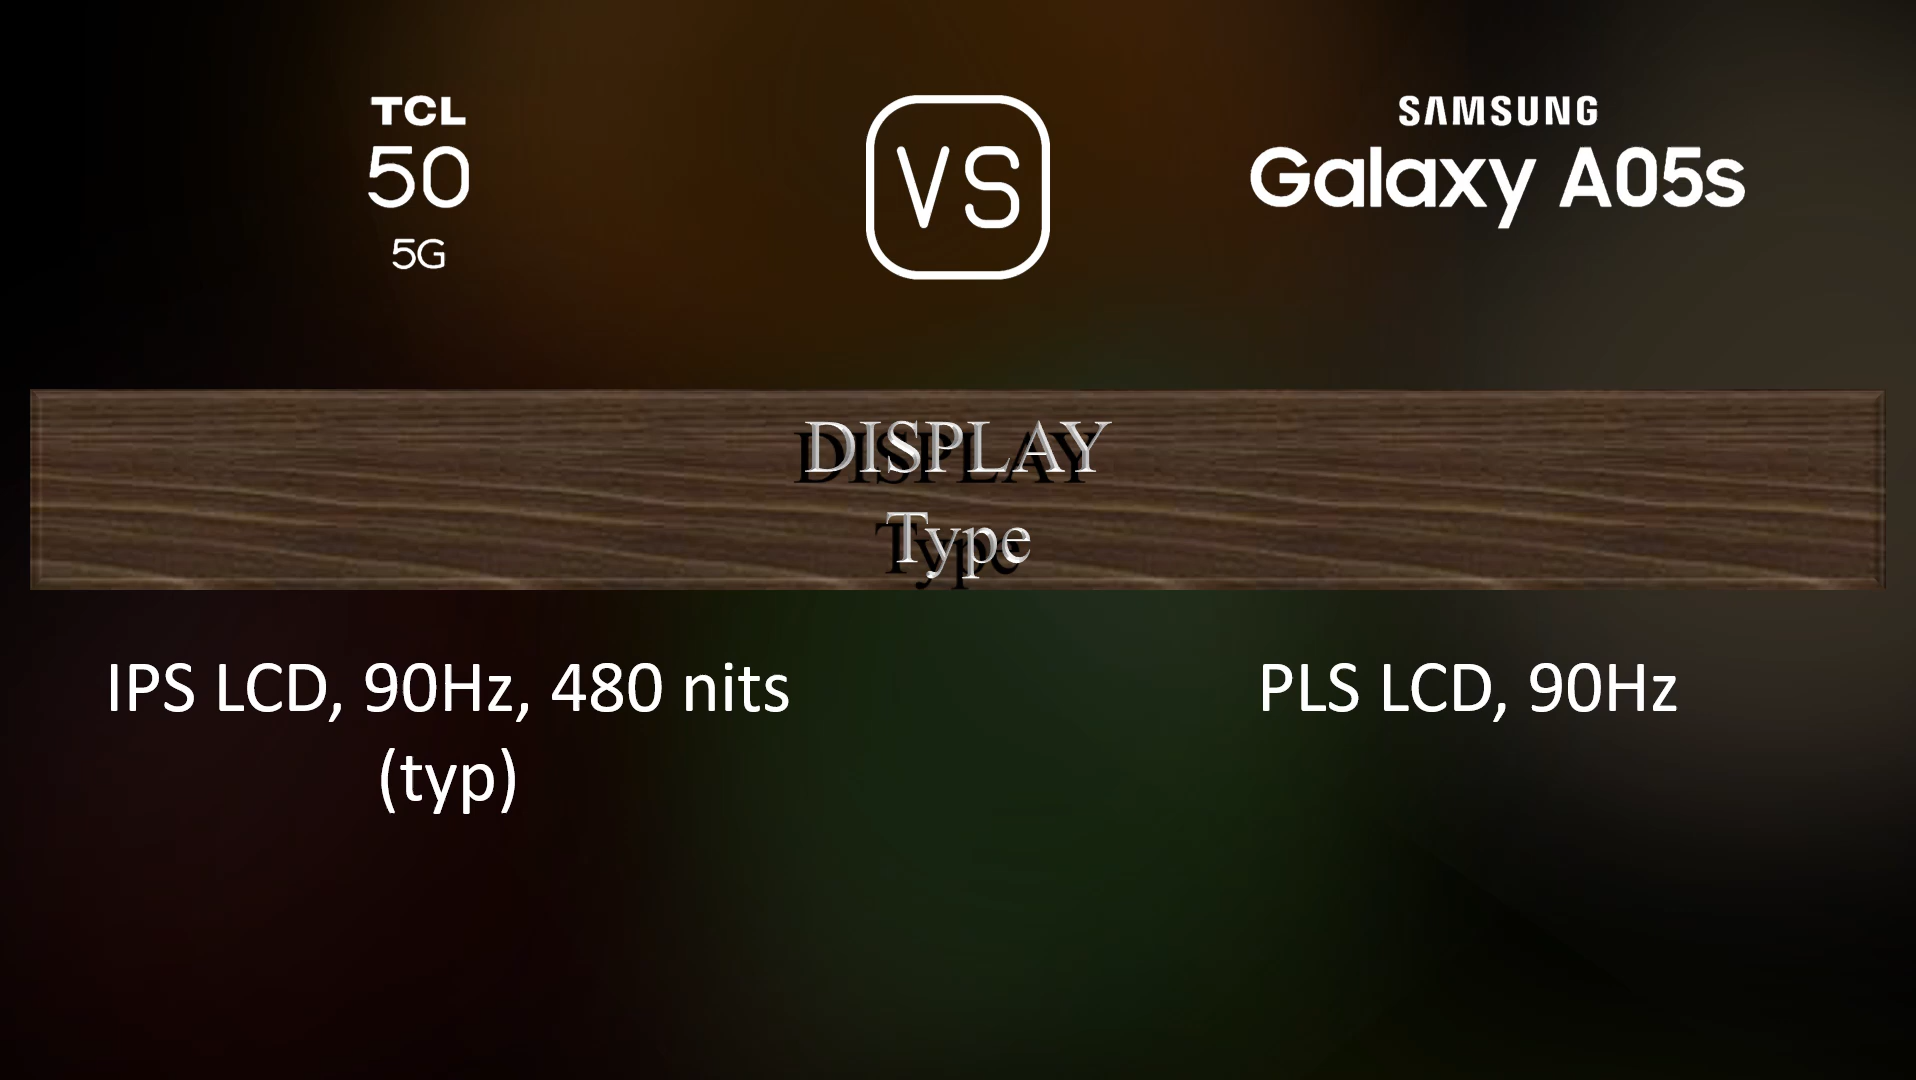 TCL
50
5G
VS
SAMSUNG
Galaxy A05s
DISPLAY
Type
IPS LCD, 90Hz, 480 nits
(typ)
PLS LCD, 90Hz